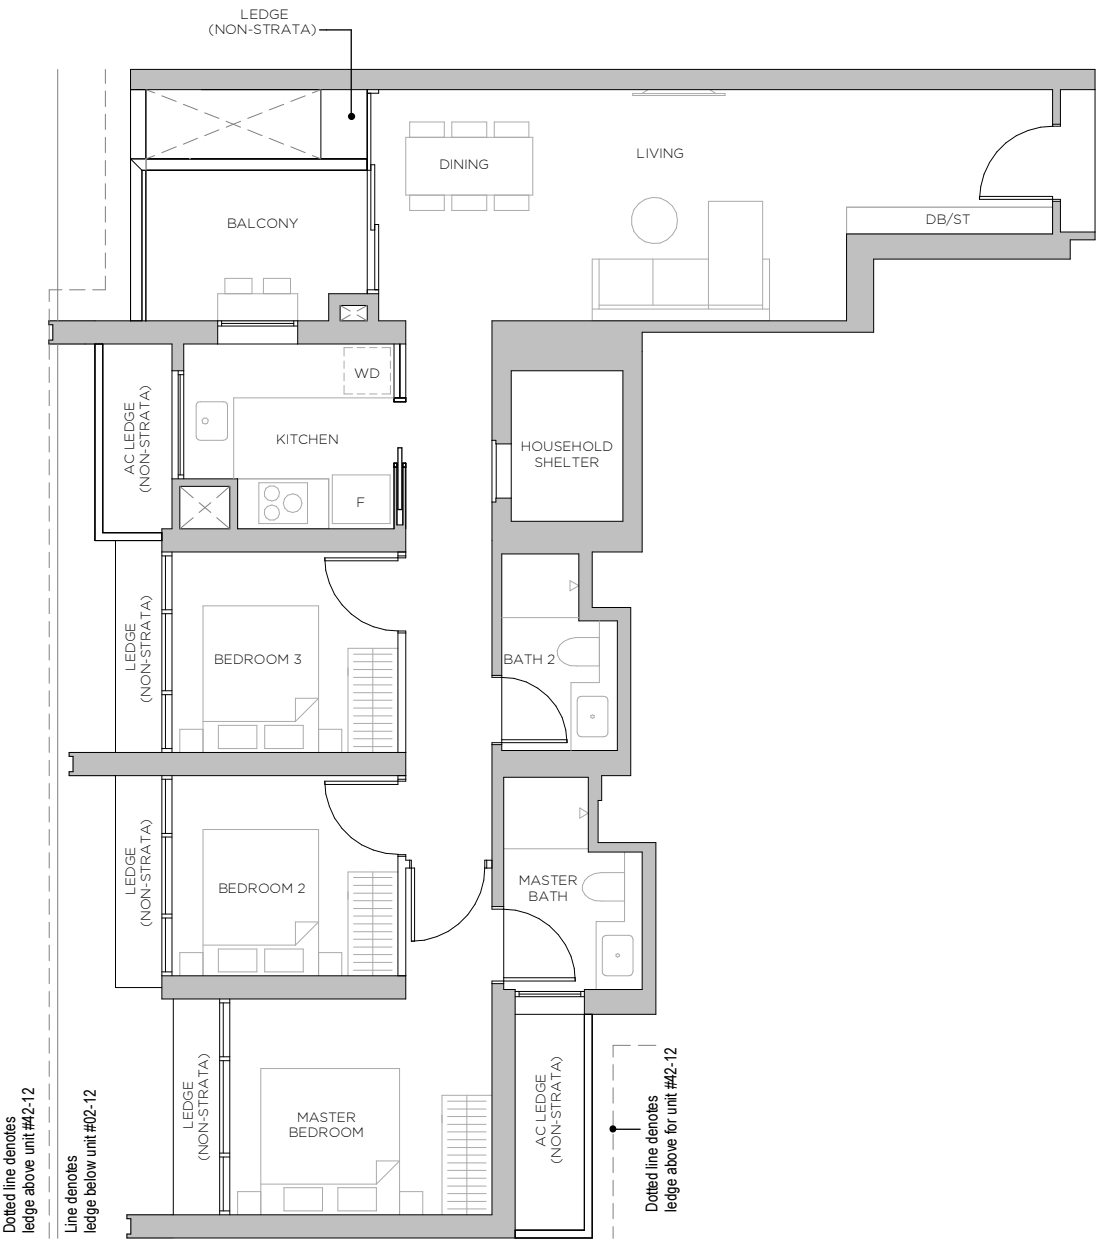 LEDGE
(NON-STRATA)
DINING
LIVING
DB/ST
BALCONY
WD
AC LEDGE
(NON-STRATA)
KITCHEN
HOUSEHOLD
SHELTER
F
LEDGE
(NON-STRATA)
BEDROOM 3
BATH 2
LEDGE
(NON-STRATA)
BEDROOM 2
MASTER
BATH
LEDGE
(NON-STRATA)
MASTER
BEDROOM
AC LEDGE
(NON-STRATA)
Dotted line denotes
ledge above unit #42-12
Line denotes
ledge below unit #02-12
Dotted line denotes
ledge above for unit #42-12